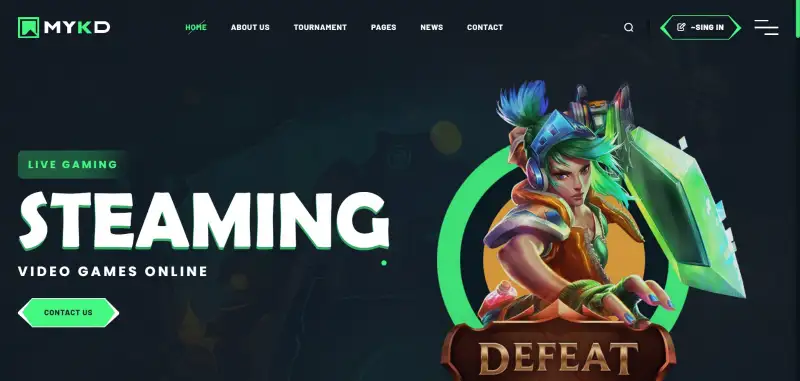 MYKD
HOME
ABOUT US
TOURNAMENT
PAGES
NEWS
CONTACT
~SING IN
LIVE GAMING
STEAMING
VIDEO GAMES ONLINE
CONTACT US
DEFEAT